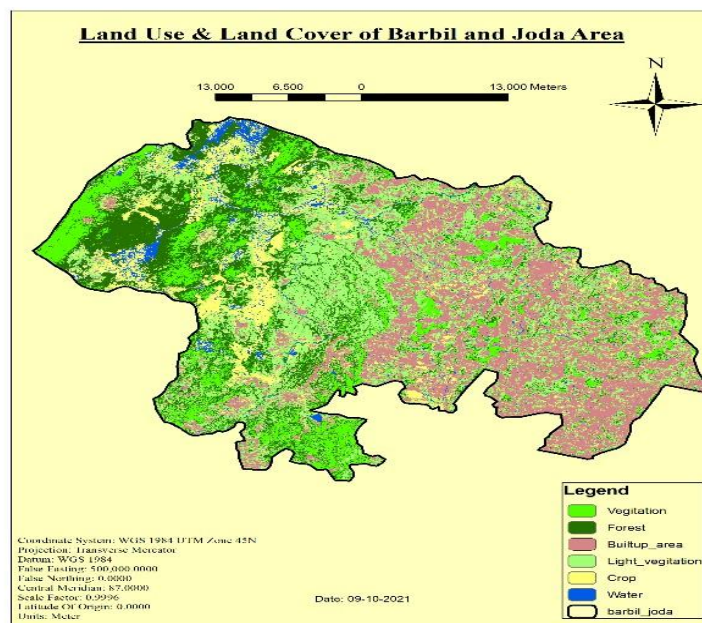 Land Use & Land Cover of Barbil and Joda Area
13,000 6,500 0 13,000 Meters
N
Legend
Vegitation
Forest
Builtup_area
Light_vegitation
Crop
Water
barbil_joda
Coordinate System: WGS 1984 UTM Zone 45N
Projection: Transverse Mercator
Datum: WGS 1984
False Easting: 500,000.0000
False Northing: 0.0000
Central Meridian: 87.0000
Scale Factor: 0.9996
Latitude Of Origin: 0.0000
Units: Meter
Date: 09-10-2021